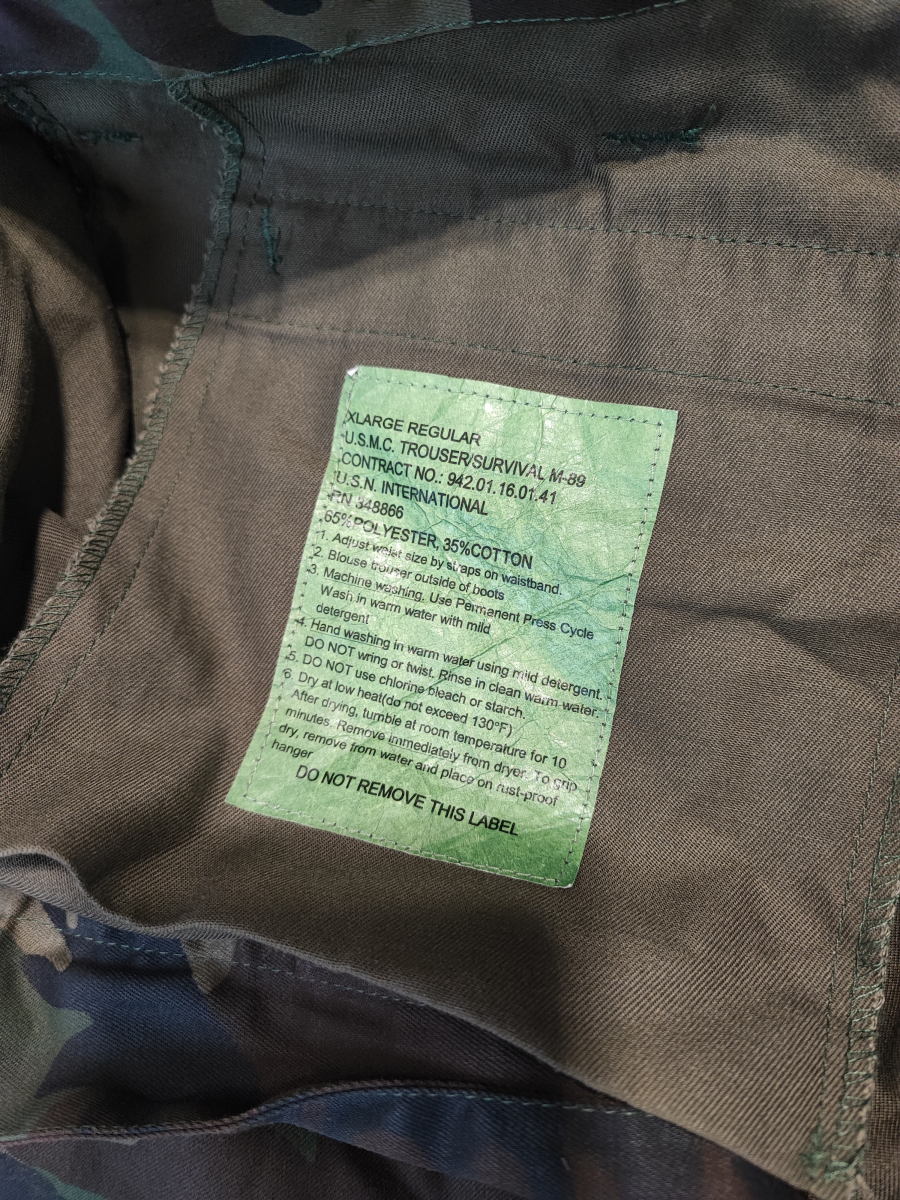 XLARGE REGULAR
U.S.M.C. TROUSER/SURVIVAL M-89
CONTRACT NO.: 942.01.16.01.41
U.S.N. INTERNATIONAL
RN 348866
65%POLYESTER, 35%COTTON
1. Adjust waist size by straps on waistband.
2. Blouse trouser outside of boots
3. Machine washing. Use Permanent Press Cycle
Wash in warm water with mild
detergent
4. Hand washing in warm water using mild detergent.
DO NOT wring or twist. Rinse in clean warm water.
5. DO NOT use chlorine bleach or starch.
6. Dry at low heat(do not exceed 130°F)
After drying, tumble at room temperature for 10
minutes. Remove immediately from dryer. To grip
dry, remove from water and place on rust-proof
hanger
DO NOT REMOVE THIS LABEL